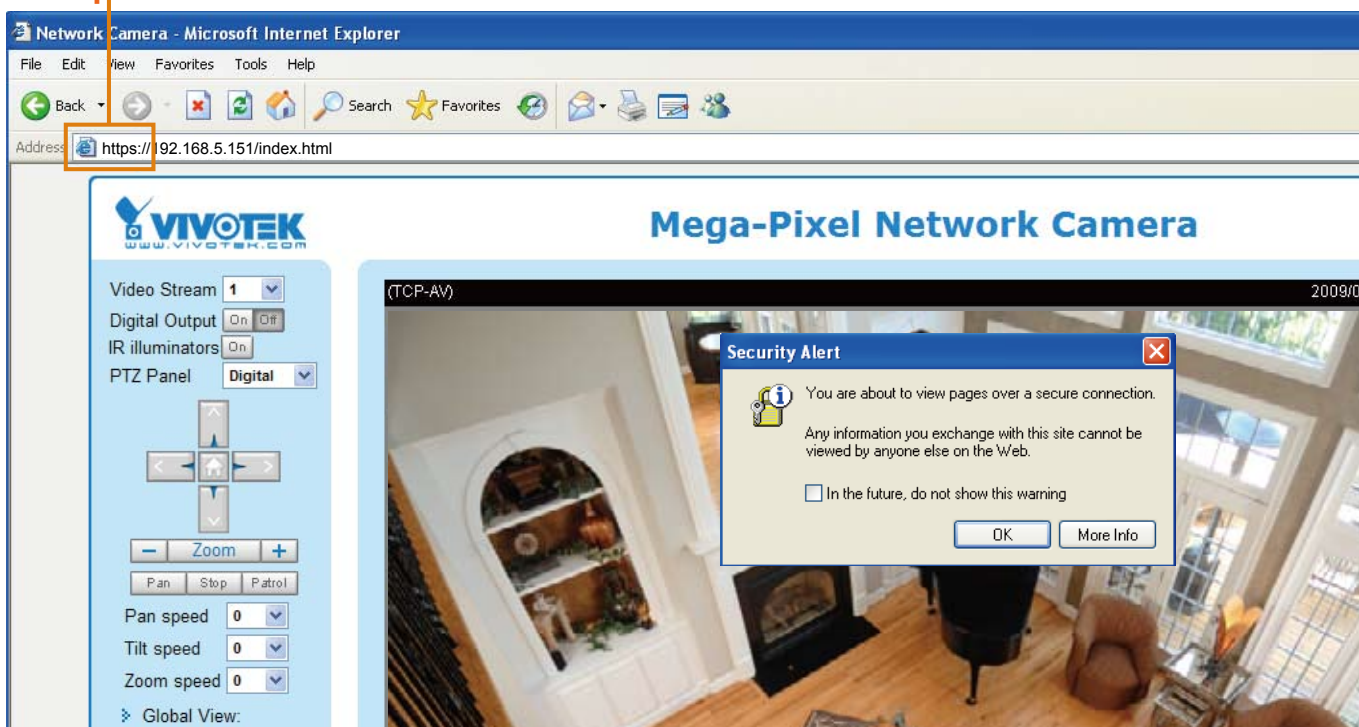 Network Camera - Microsoft Internet Explorer
File Edit View Favorites Tools Help
Back Search Favorites
Address https://192.168.5.151/index.html
VIVOTEK
www.vivotek.com
Mega-Pixel Network Camera
Video Stream 1
Digital Output On Off
IR illuminators On
PTZ Panel Digital
Zoom
Pan Stop Patrol
Pan speed 0
Tilt speed 0
Zoom speed 0
Global View:
(TCP-AV) 2009/0
Security Alert
You are about to view pages over a secure connection.
Any information you exchange with this site cannot be
viewed by anyone else on the Web.
In the future, do not show this warning
OK More Info